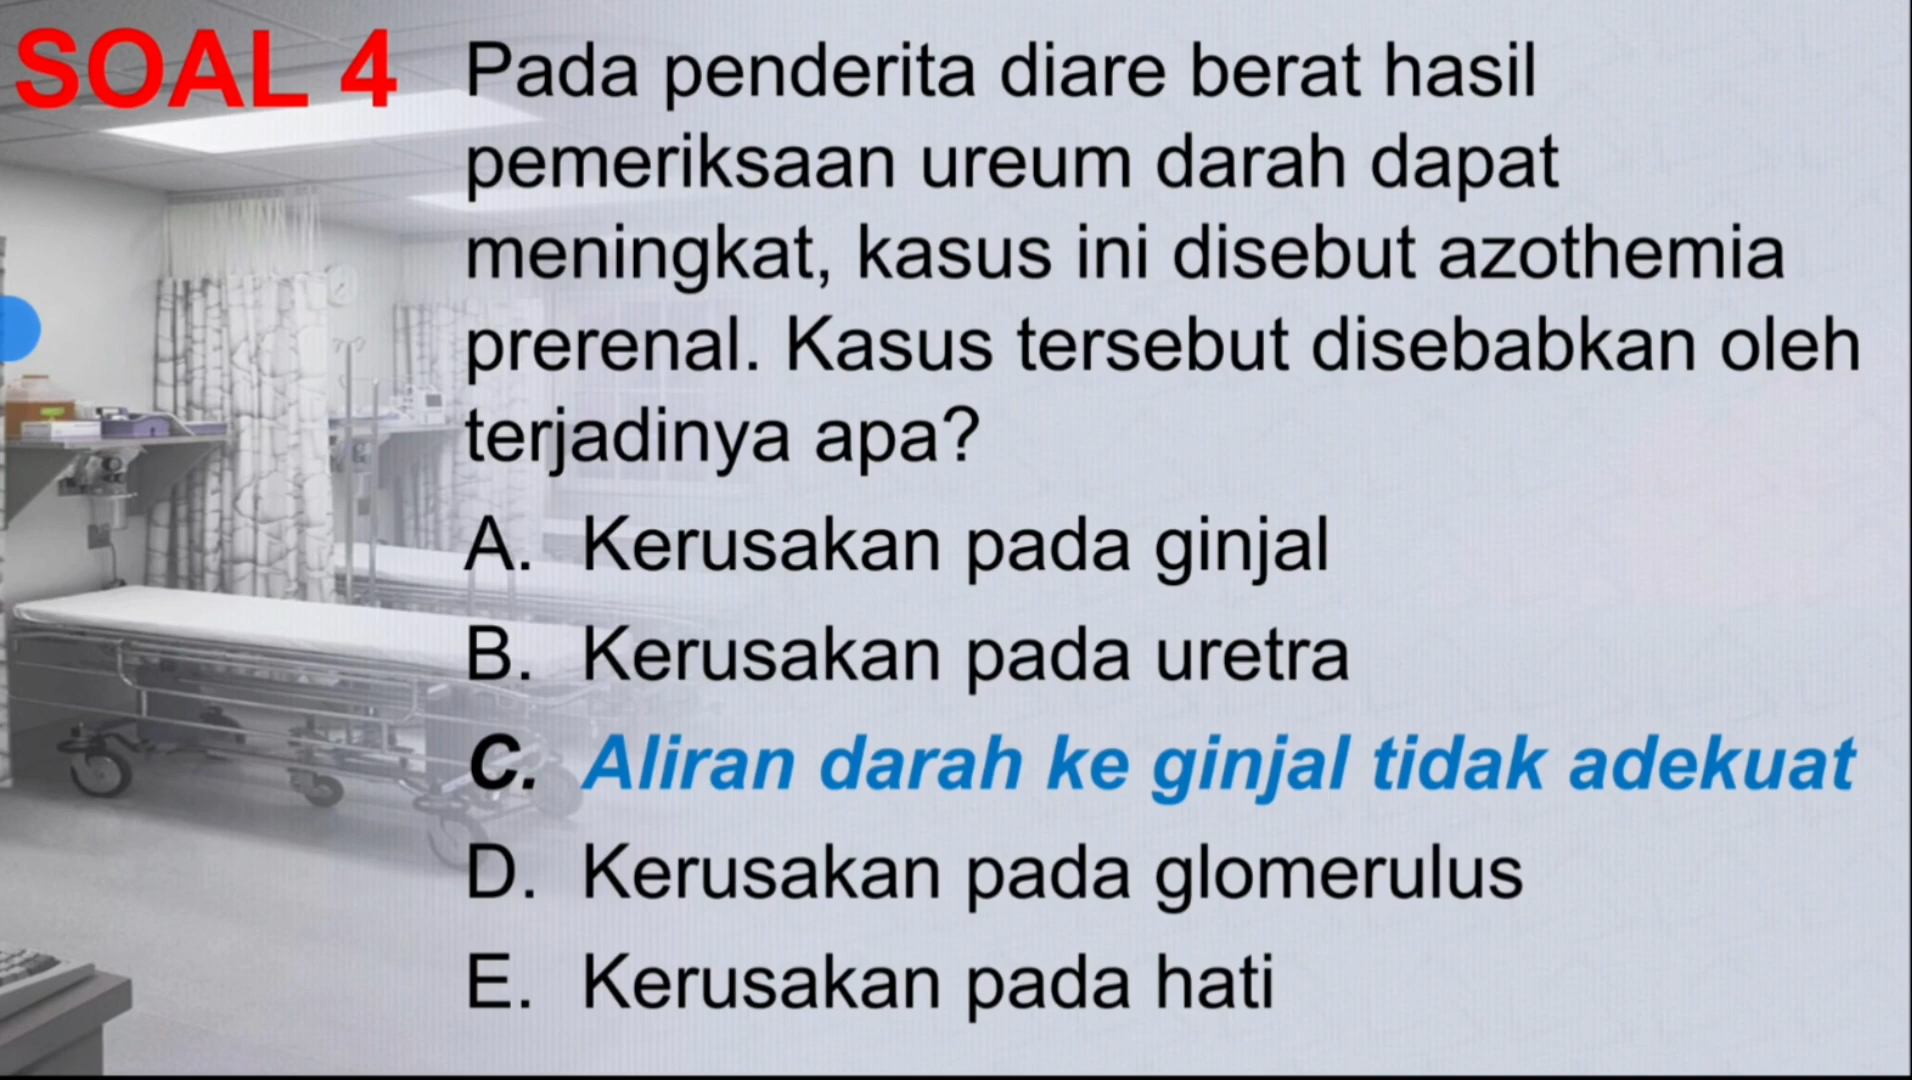 SOAL 4
Pada penderita diare berat hasil
pemeriksaan ureum darah dapat
meningkat, kasus ini disebut azothemia
prerenal. Kasus tersebut disebabkan oleh
terjadinya apa?
A. Kerusakan pada ginjal
B. Kerusakan pada uretra
C. Aliran darah ke ginjal tidak adekuat
D. Kerusakan pada glomerulus
E. Kerusakan pada hati